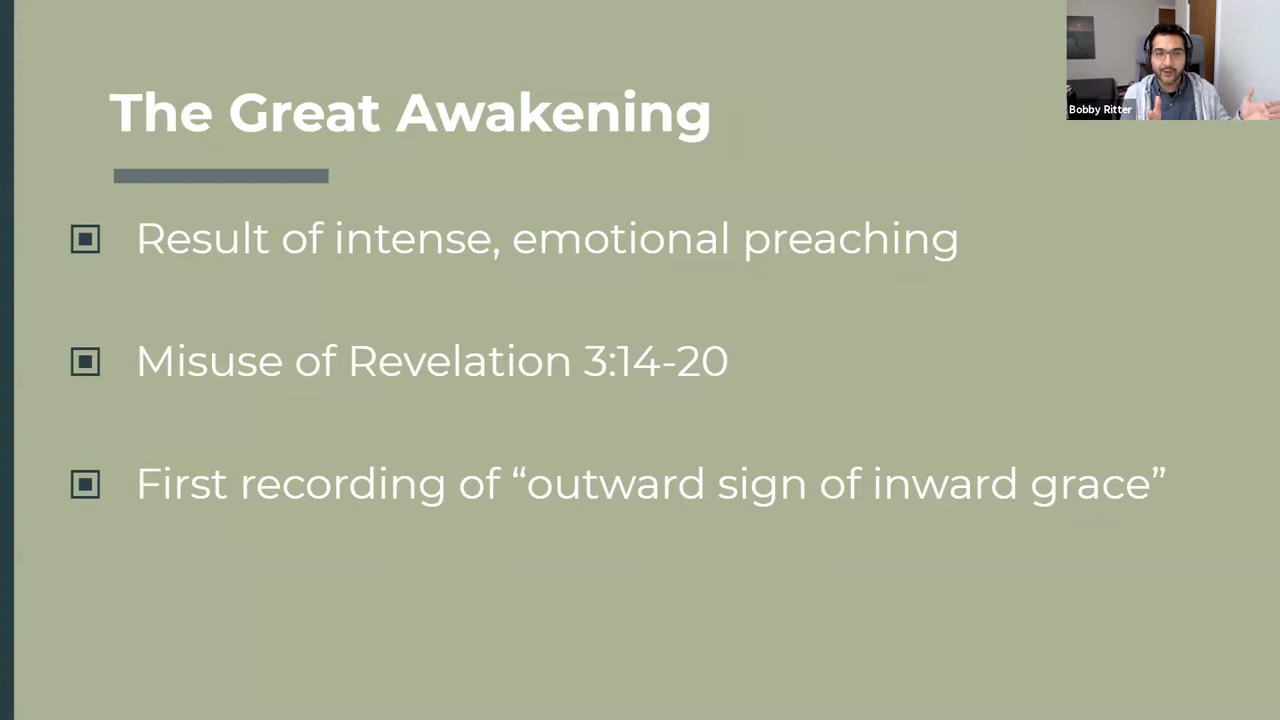 The Great Awakening
Bobby Ritter
Result of intense, emotional preaching
Misuse of Revelation 3:14-20
First recording of “outward sign of inward grace”